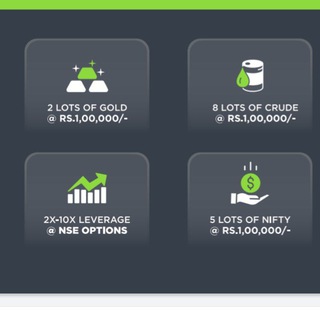 2 LOTS OF GOLD
@ RS.1,00,000/-
8 LOTS OF CRUDE
@ RS.1,00,000/-
2X-10X LEVERAGE
@ NSE OPTIONS
$
5 LOTS OF NIFTY
@ RS.1,00,000/-